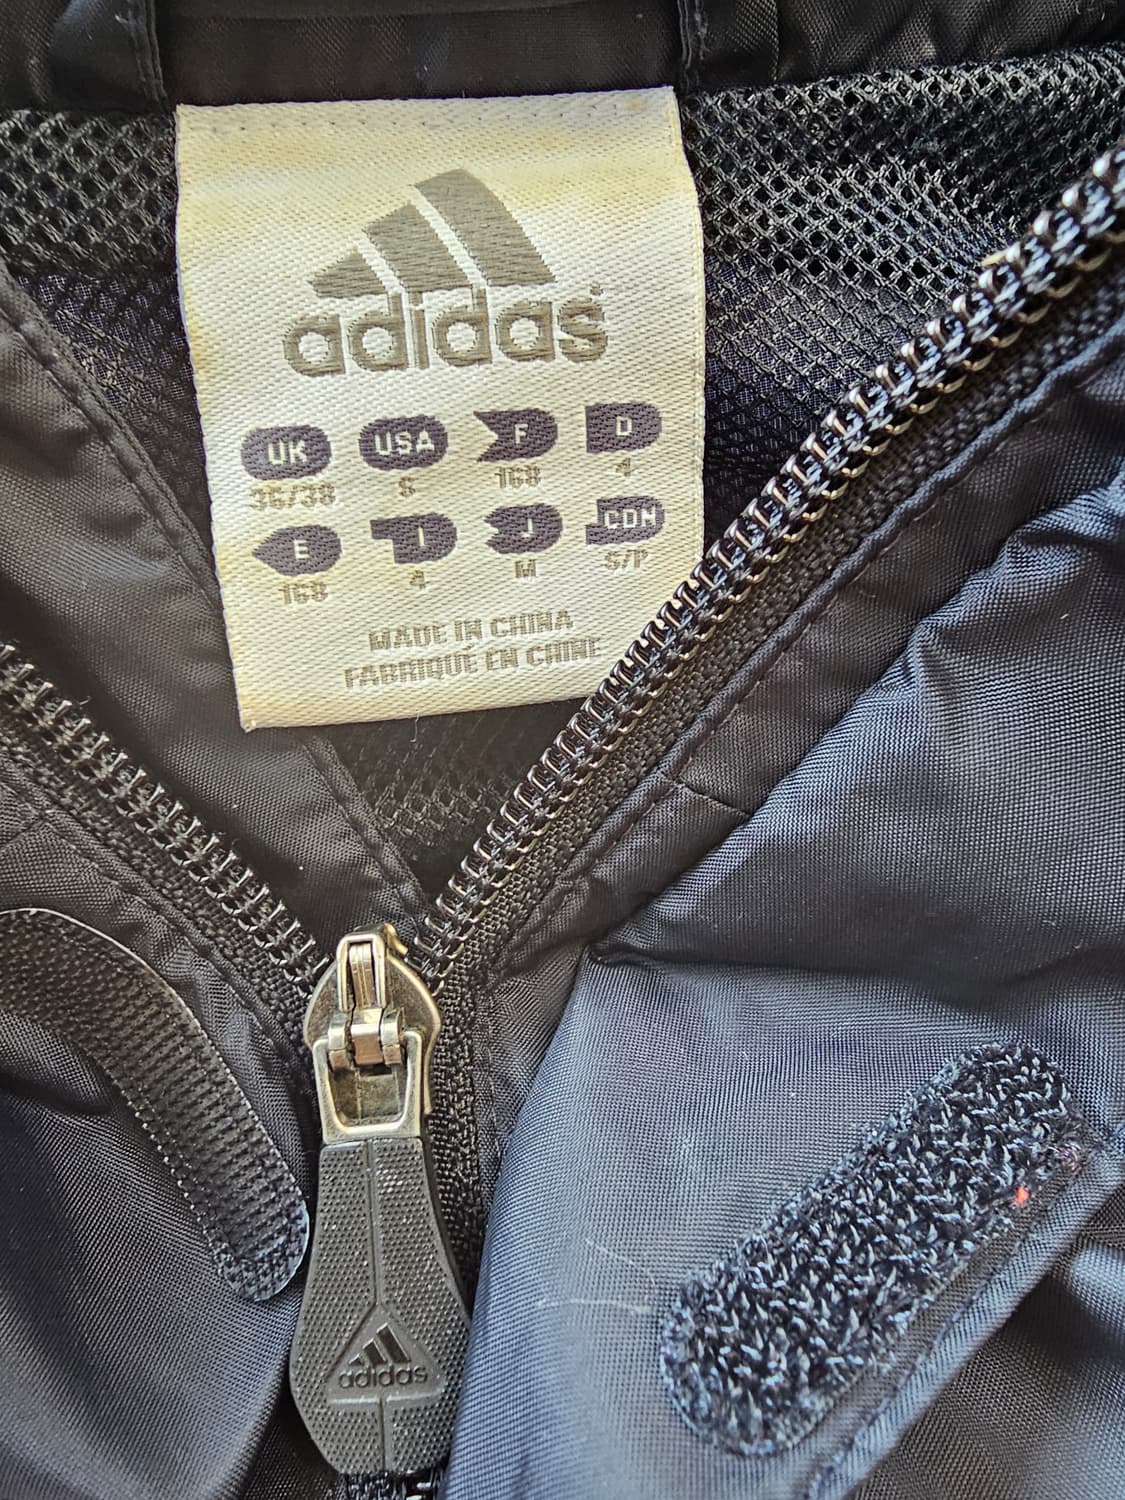 adidas
UK USA F D
36/38 S 168 4
E I J CDN
168 4 M S/P
MADE IN CHINA
FABRIQUÉ EN CHINE
adidas